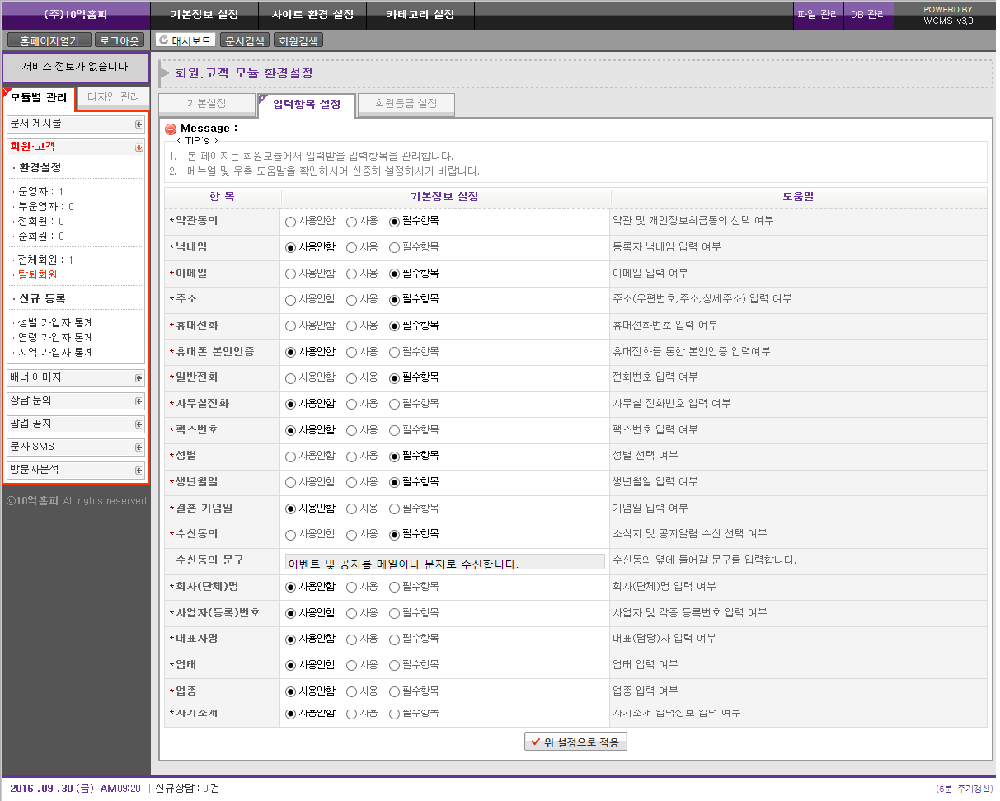 (주)10억홈피 기본정보 설정 사이트 환경 설정 카테고리 설정 파일 관리 DB 관리 POWERD BY
WCMS v3.0
홈페이지열기 로그아웃 대시보드 문서검색 회원검색
서비스 정보가 없습니다!
모듈별 관리 디자인 관리
문서·게시물
회원·고객
· 환경설정
· 운영자 : 1
· 부운영자 : 0
· 정회원 : 0
· 준회원 : 0
· 전체회원 : 1
· 탈퇴회원
· 신규 등록
· 성별 가입자 통계
· 연령 가입자 통계
· 지역 가입자 통계
배너·이미지
상담·문의
팝업·공지
문자·SMS
방문자분석
ⓒ10억홈피 All rights reserved
회원.고객 모듈 환경설정
기본설정 입력항목 설정 회원등급 설정
Message :
< TIP's >
1. 본 페이지는 회원모듈에서 입력받을 입력항목을 관리합니다.
2. 메뉴얼 및 우측 도움말을 확인하시어 신중히 설정하시기 바랍니다.
항 목 기본정보 설정 도움말
*약관동의 사용안함 사용 필수항목 약관 및 개인정보취급동의 선택 여부
*닉네임 사용안함 사용 필수항목 등록자 닉네임 입력 여부
*이메일 사용안함 사용 필수항목 이메일 입력 여부
*주소 사용안함 사용 필수항목 주소(우편번호,주소,상세주소) 입력 여부
*휴대전화 사용안함 사용 필수항목 휴대전화번호 입력 여부
*휴대폰 본인인증 사용안함 사용 필수항목 휴대전화를 통한 본인인증 입력여부
*일반전화 사용안함 사용 필수항목 전화번호 입력 여부
*사무실전화 사용안함 사용 필수항목 사무실 전화번호 입력 여부
*팩스번호 사용안함 사용 필수항목 팩스번호 입력 여부
*성별 사용안함 사용 필수항목 성별 선택 여부
*생년월일 사용안함 사용 필수항목 생년월일 입력 여부
*결혼 기념일 사용안함 사용 필수항목 기념일 입력 여부
*수신동의 사용안함 사용 필수항목 소식지 및 공지알림 수신 선택 여부
수신동의 문구 이벤트 및 공지를 메일이나 문자로 수신합니다. 수신동의 옆에 들어갈 문구를 입력합니다.
*회사(단체)명 사용안함 사용 필수항목 회사(단체)명 입력 여부
*사업자(등록)번호 사용안함 사용 필수항목 사업자 및 각종 등록번호 입력 여부
*대표자명 사용안함 사용 필수항목 대표(담당)자 입력 여부
*업태 사용안함 사용 필수항목 업태 입력 여부
*업종 사용안함 사용 필수항목 업종 입력 여부
*자기소개 사용안함 사용 필수항목 자기소개 입력정보 입력 여부
위 설정으로 적용
2016 .09 .30 (금) AM09:20 신규상담 : 0 건 (6분-주기갱신)